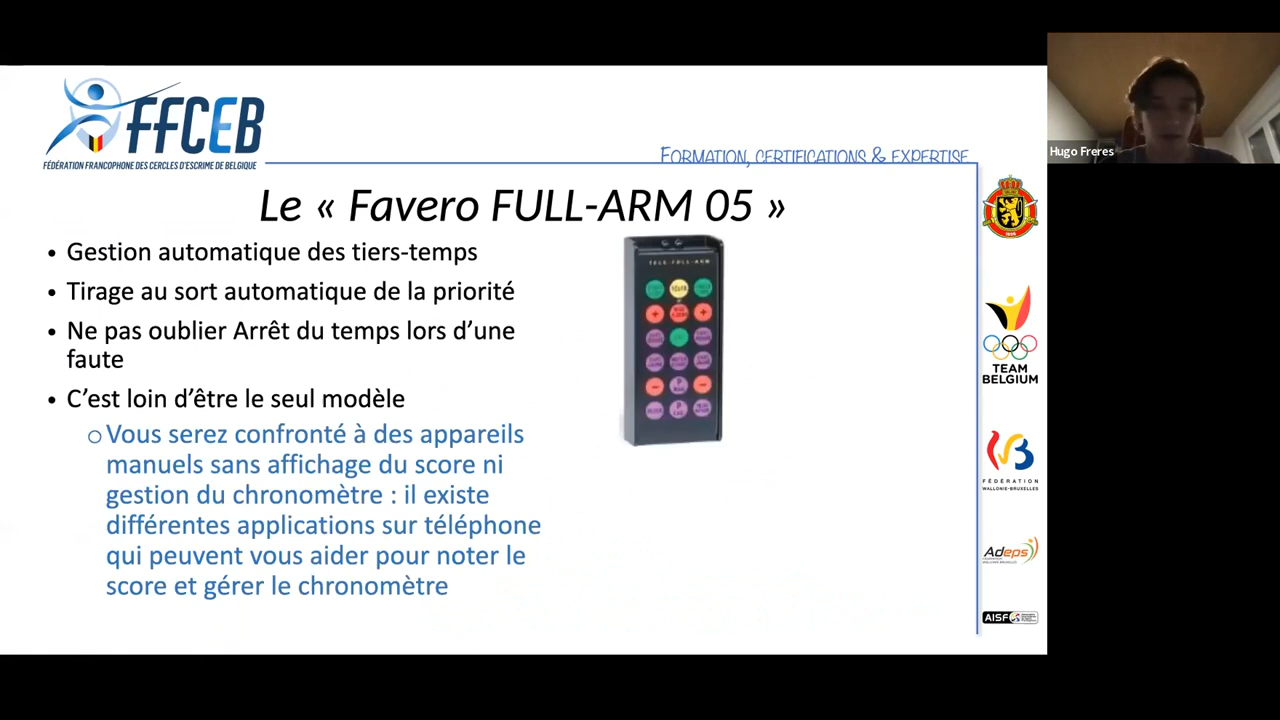 FFCEB
FÉDÉRATION FRANCOPHONE DES CERCLES D'ESCRIME DE BELGIQUE
FORMATION, CERTIFICATIONS & EXPERTISE
Hugo Freres
Le « Favero FULL-ARM 05 »
• Gestion automatique des tiers-temps
• Tirage au sort automatique de la priorité
• Ne pas oublier Arrêt du temps lors d’une
faute
• C’est loin d’être le seul modèle
o Vous serez confronté à des appareils
manuels sans affichage du score ni
gestion du chronomètre : il existe
différentes applications sur téléphone
qui peuvent vous aider pour noter le
score et gérer le chronomètre
TELE-FULL-ARM
TEAM
BELGIUM
FÉDÉRATION
WALLONIE-BRUXELLES
Adeps
AISF